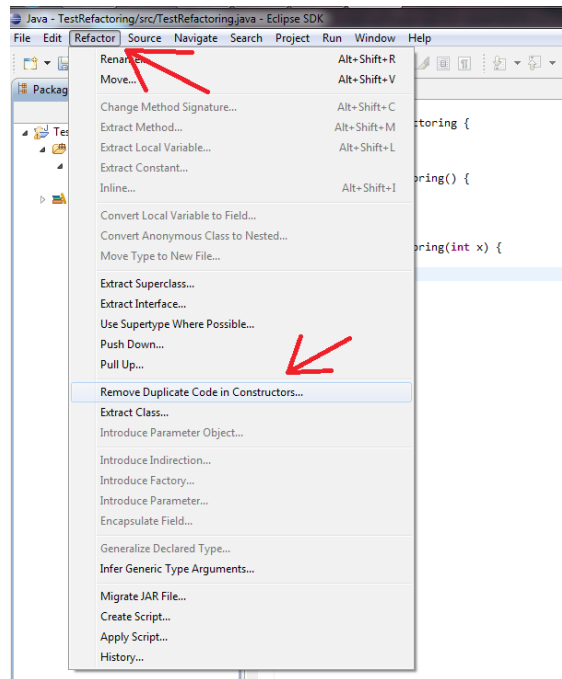 Java - TestRefactoring/src/TestRefactoring.java - Eclipse SDK
File Edit Refactor Source Navigate Search Project Run Window Help
Alt+Shift+R
Move... Alt+Shift+V
Packag
Change Method Signature... Alt+Shift+C
ctoring {
Extract Method... Alt+Shift+M
Tes
Extract Local Variable... Alt+Shift+L
Extract Constant...
Inline... Alt+Shift+I
oring() {
Convert Local Variable to Field...
Convert Anonymous Class to Nested...
oring(int x) {
Move Type to New File...
Extract Superclass...
Extract Interface...
Use Supertype Where Possible...
Push Down...
Pull Up...
Remove Duplicate Code in Constructors...
Extract Class...
Introduce Parameter Object...
Introduce Indirection...
Introduce Factory...
Introduce Parameter...
Encapsulate Field...
Generalize Declared Type...
Infer Generic Type Arguments...
Migrate JAR File...
Create Script...
Apply Script...
History...